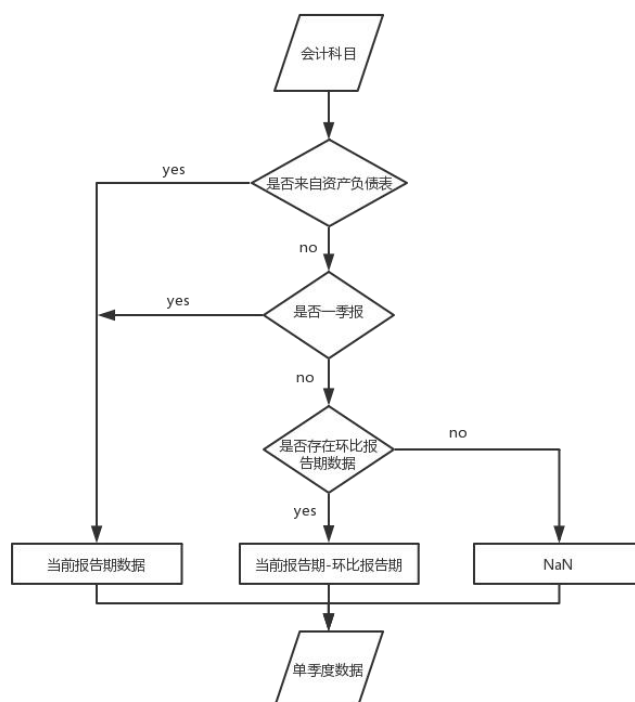 会计科目
yes
是否来自资产负债表
no
yes
是否一季报
no
是否存在环比报
告期数据
no
yes
当前报告期数据
当前报告期-环比报告期
NaN
单季度数据